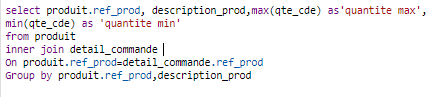 select produit.ref_prod, description_prod,max(qte_cde) as'quantite max',
min(qte_cde) as 'quantite min'
from produit
inner join detail_commande
On produit.ref_prod=detail_commande.ref_prod
Group by produit.ref_prod,description_prod